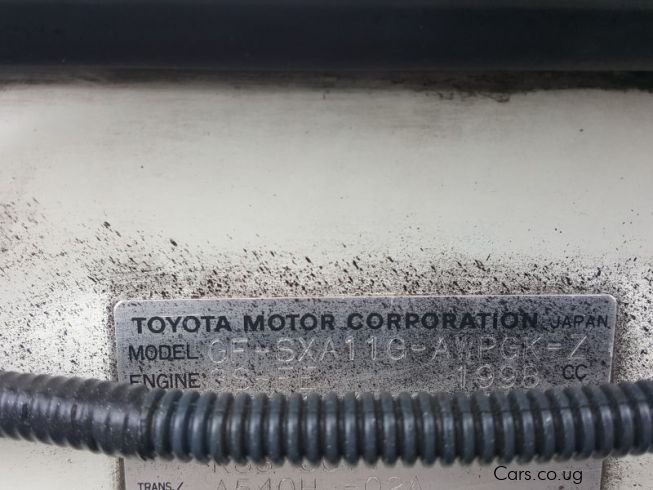 TOYOTA MOTOR CORPORATION JAPAN
MODEL GF-SXA11G-AWPGK-Z
ENGINE 3S-FE 1998 CC
TRANS./ A540H -02A
Cars.co.ug